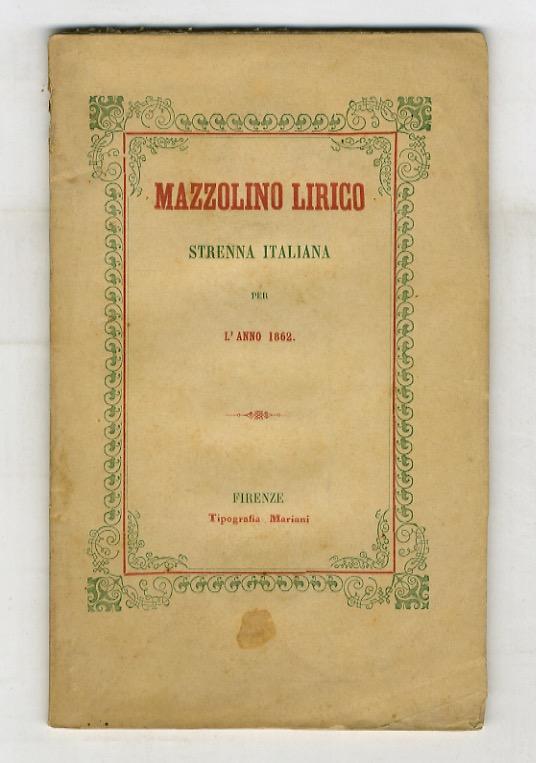 MAZZOLINO LIRICO
STRENNA ITALIANA
PER
L'ANNO 1862.
FIRENZE
Tipografia Mariani